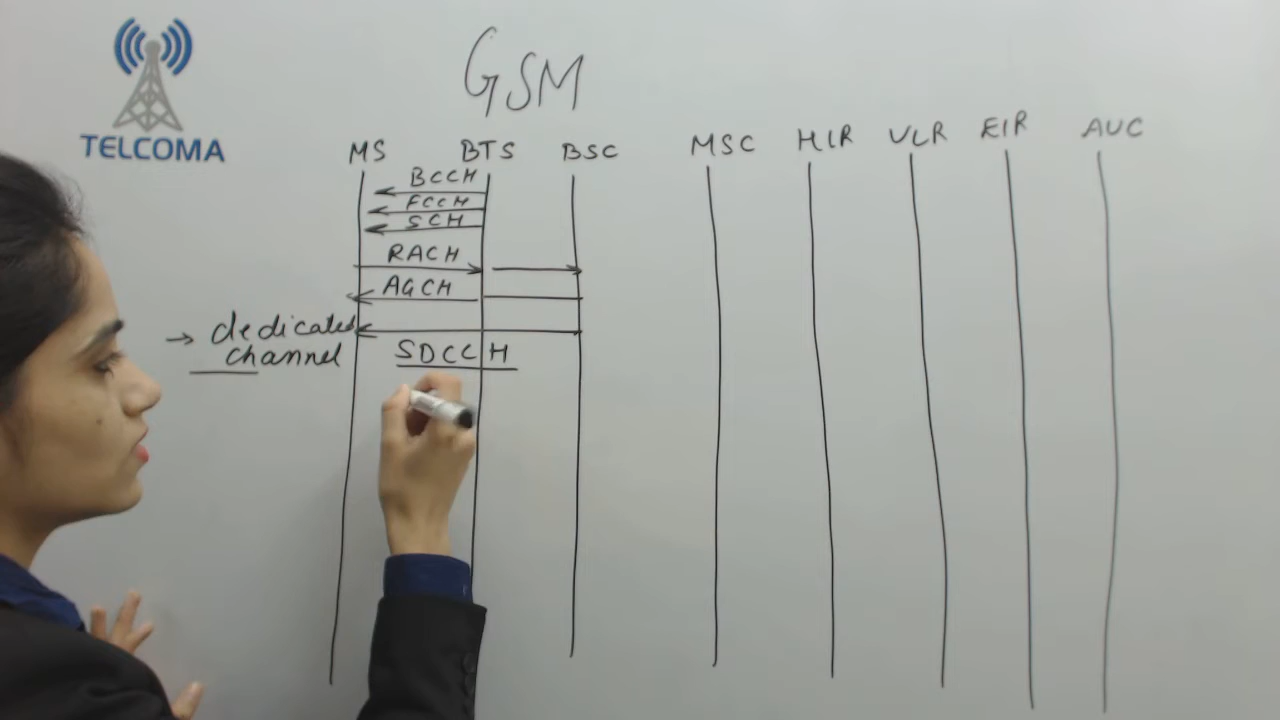 TELCOMA
GSM
MS BTS BSC MSC HLR VLR EIR AUC
BCCH
FCCH
SCH
RACH
AGCH
→ dedicated
channel
SDCCH